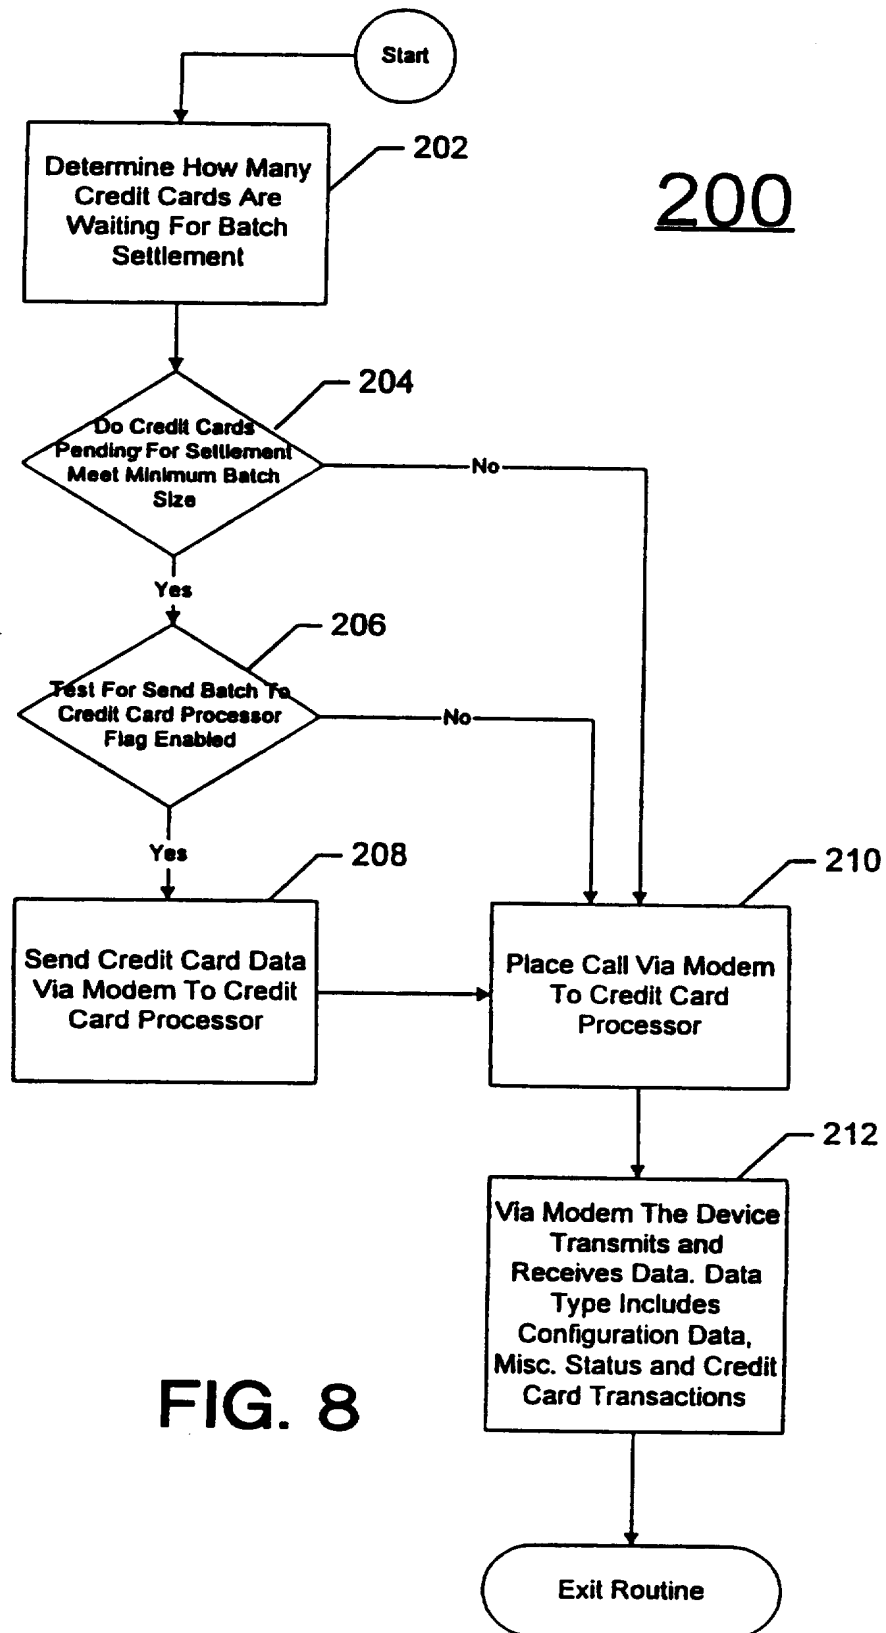 Start
202
Determine How Many
Credit Cards Are
Waiting For Batch
Settlement
200
204
Do Credit Cards
Pending For Settlement
Meet Minimum Batch
Size
No
Yes
206
Test For Send Batch To
Credit Card Processor
Flag Enabled
No
Yes
208
Send Credit Card Data
Via Modem To Credit
Card Processor
210
Place Call Via Modem
To Credit Card
Processor
212
Via Modem The Device
Transmits and
Receives Data. Data
Type Includes
Configuration Data,
Misc. Status and Credit
Card Transactions
FIG. 8
Exit Routine